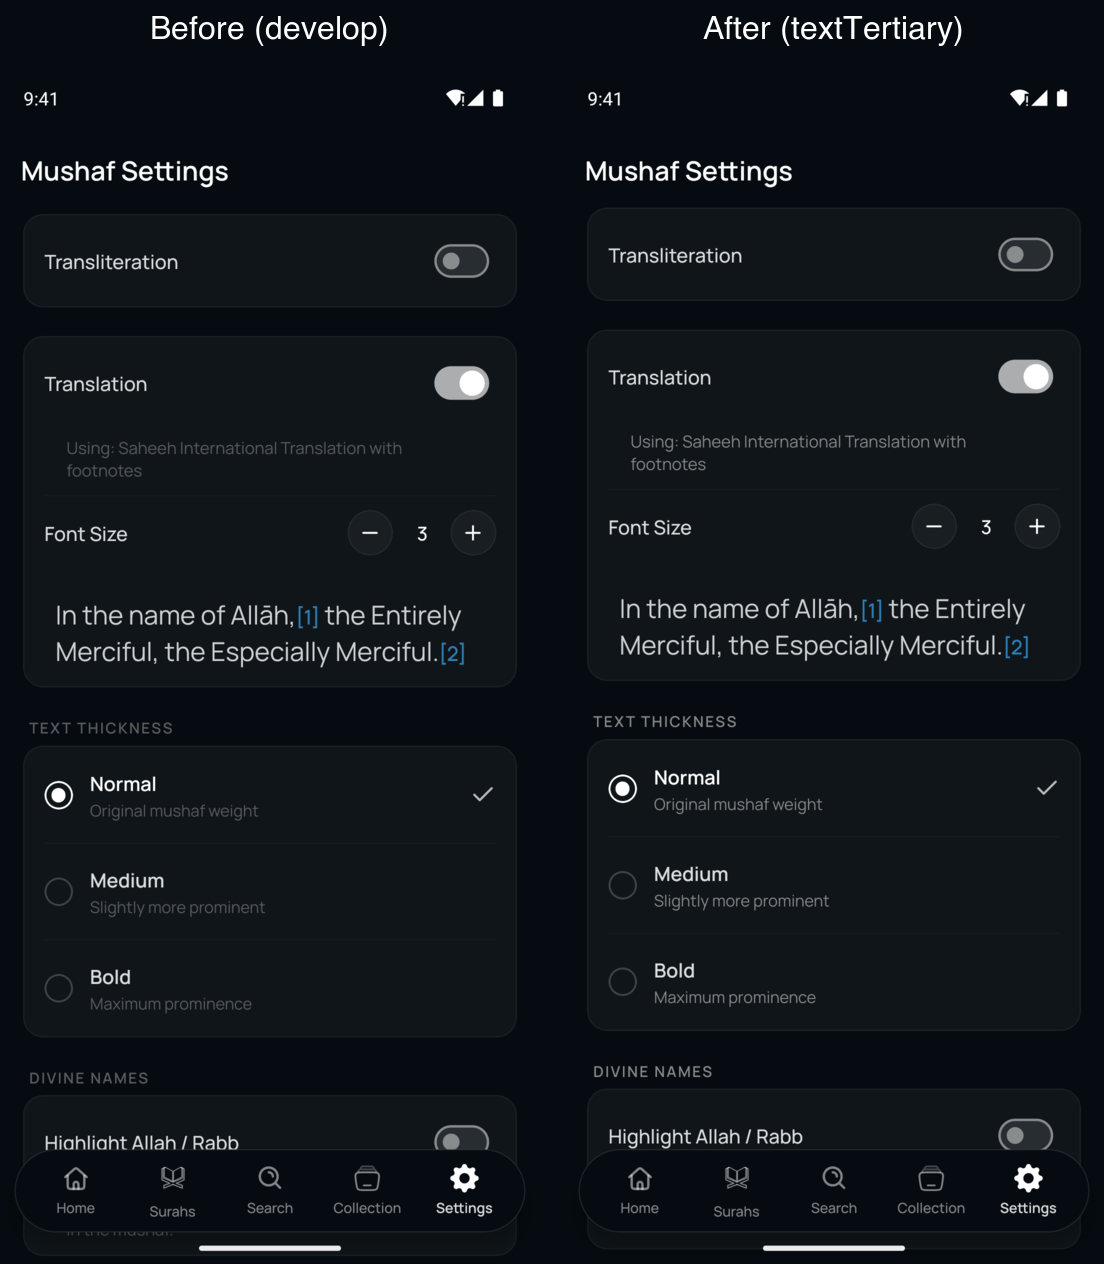 Before (develop)
9:41
Mushaf Settings
Transliteration
Translation
Using: Saheeh International Translation with
footnotes
Font Size
3
In the name of Allāh,[1] the Entirely
Merciful, the Especially Merciful.[2]
TEXT THICKNESS
Normal
Original mushaf weight
Medium
Slightly more prominent
Bold
Maximum prominence
DIVINE NAMES
Highlight Allah / Rabb
Home
Surahs
Search
Collection
Settings
in the mushaf.
After (textTertiary)
9:41
Mushaf Settings
Transliteration
Translation
Using: Saheeh International Translation with
footnotes
Font Size
3
In the name of Allāh,[1] the Entirely
Merciful, the Especially Merciful.[2]
TEXT THICKNESS
Normal
Original mushaf weight
Medium
Slightly more prominent
Bold
Maximum prominence
DIVINE NAMES
Highlight Allah / Rabb
Home
Surahs
Search
Collection
Settings